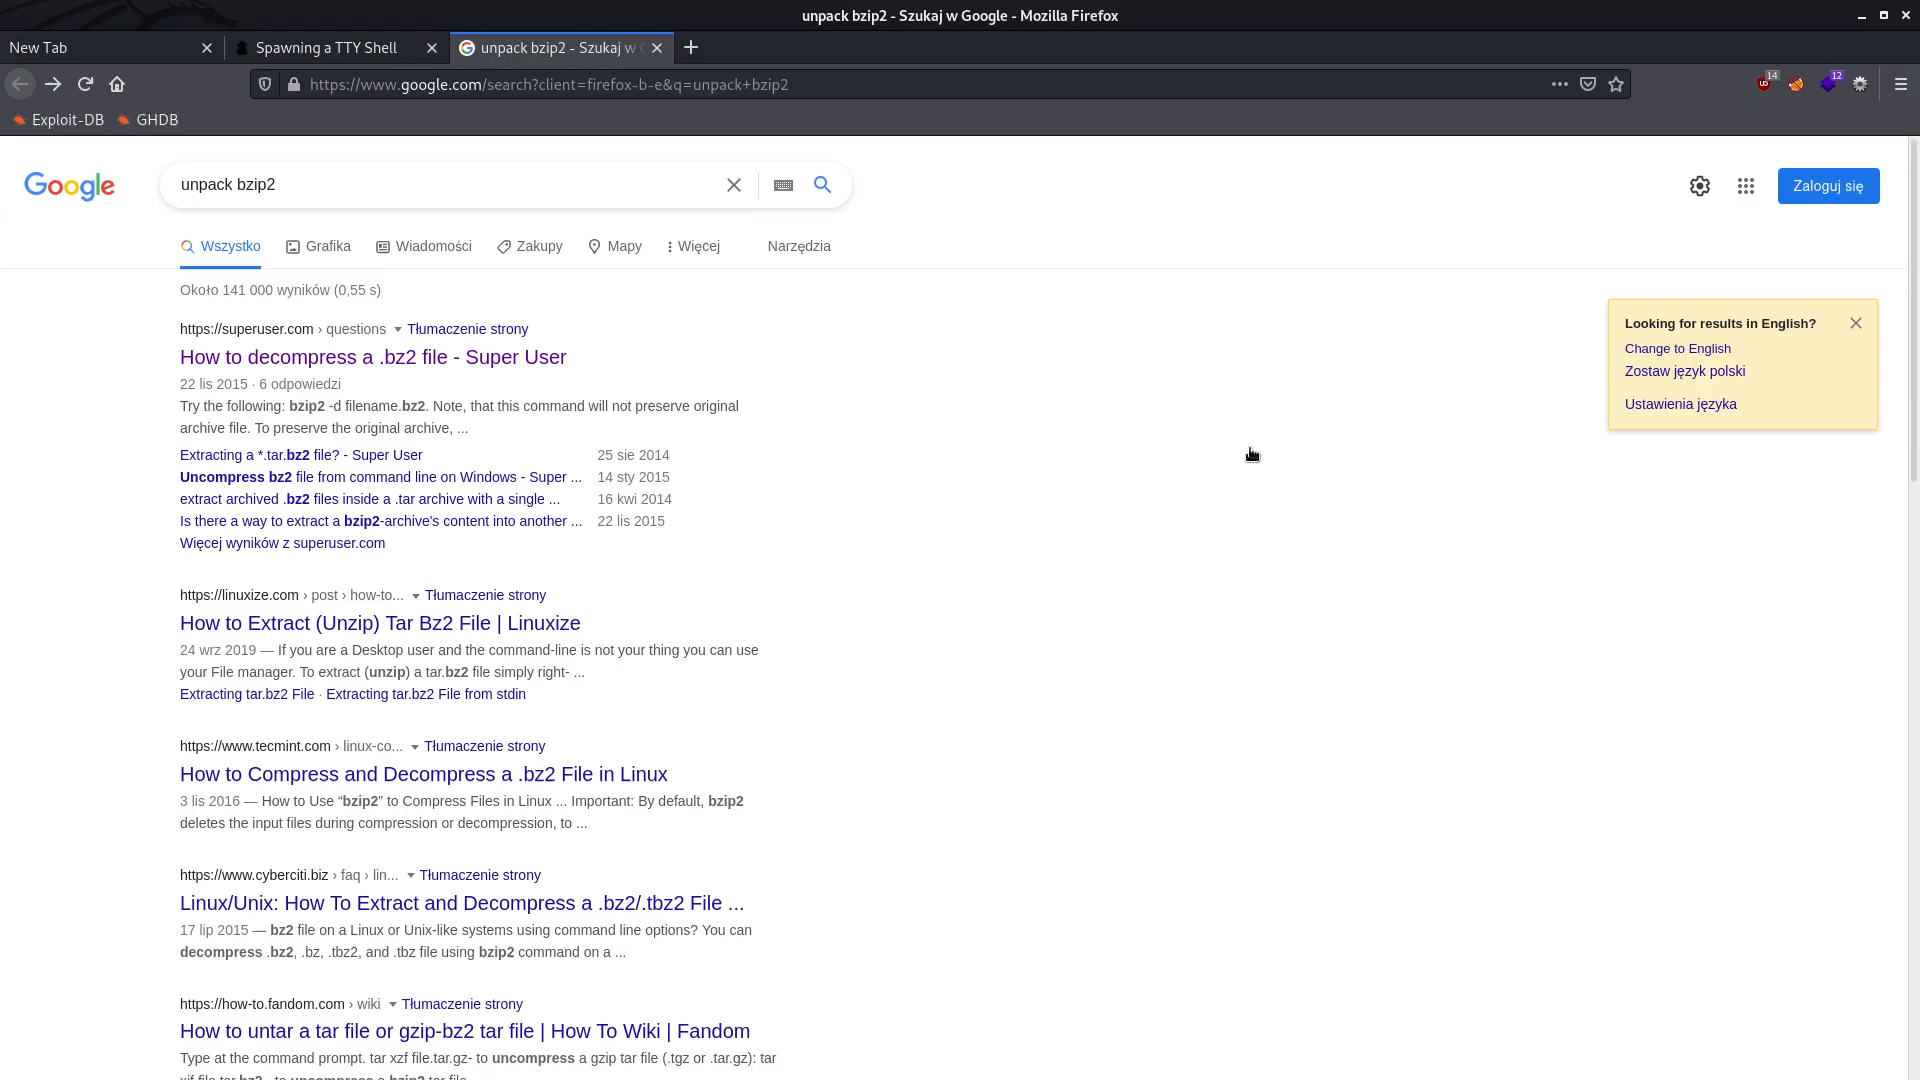 unpack bzip2 - Szukaj w Google - Mozilla Firefox
New Tab
Spawning a TTY Shell
unpack bzip2 - Szukaj w G
https://www.google.com/search?client=firefox-b-e&q=unpack+bzip2
14
12
Exploit-DB
GHDB
Google
unpack bzip2
Zaloguj się
Wszystko
Grafika
Wiadomości
Zakupy
Mapy
Więcej
Narzędzia
Około 141 000 wyników (0,55 s)
https://superuser.com › questions Tłumaczenie strony
How to decompress a .bz2 file - Super User
22 lis 2015 · 6 odpowiedzi
Try the following: bzip2 -d filename.bz2. Note, that this command will not preserve original
archive file. To preserve the original archive, ...
Extracting a *.tar.bz2 file? - Super User 25 sie 2014
Uncompress bz2 file from command line on Windows - Super ... 14 sty 2015
extract archived .bz2 files inside a .tar archive with a single ... 16 kwi 2014
Is there a way to extract a bzip2-archive's content into another ... 22 lis 2015
Więcej wyników z superuser.com
https://linuxize.com › post › how-to... Tłumaczenie strony
How to Extract (Unzip) Tar Bz2 File | Linuxize
24 wrz 2019 — If you are a Desktop user and the command-line is not your thing you can use
your File manager. To extract (unzip) a tar.bz2 file simply right- ...
Extracting tar.bz2 File · Extracting tar.bz2 File from stdin
https://www.tecmint.com › linux-co... Tłumaczenie strony
How to Compress and Decompress a .bz2 File in Linux
3 lis 2016 — How to Use “bzip2” to Compress Files in Linux ... Important: By default, bzip2
deletes the input files during compression or decompression, to ...
https://www.cyberciti.biz › faq › lin... Tłumaczenie strony
Linux/Unix: How To Extract and Decompress a .bz2/.tbz2 File ...
17 lip 2015 — bz2 file on a Linux or Unix-like systems using command line options? You can
decompress .bz2, .bz, .tbz2, and .tbz file using bzip2 command on a ...
https://how-to.fandom.com › wiki Tłumaczenie strony
How to untar a tar file or gzip-bz2 tar file | How To Wiki | Fandom
Type at the command prompt. tar xzf file.tar.gz- to uncompress a gzip tar file (.tgz or .tar.gz): tar
xjf file.tar.bz2 - to uncompress a bzip2 tar file
Looking for results in English?
Change to English
Zostaw język polski
Ustawienia języka